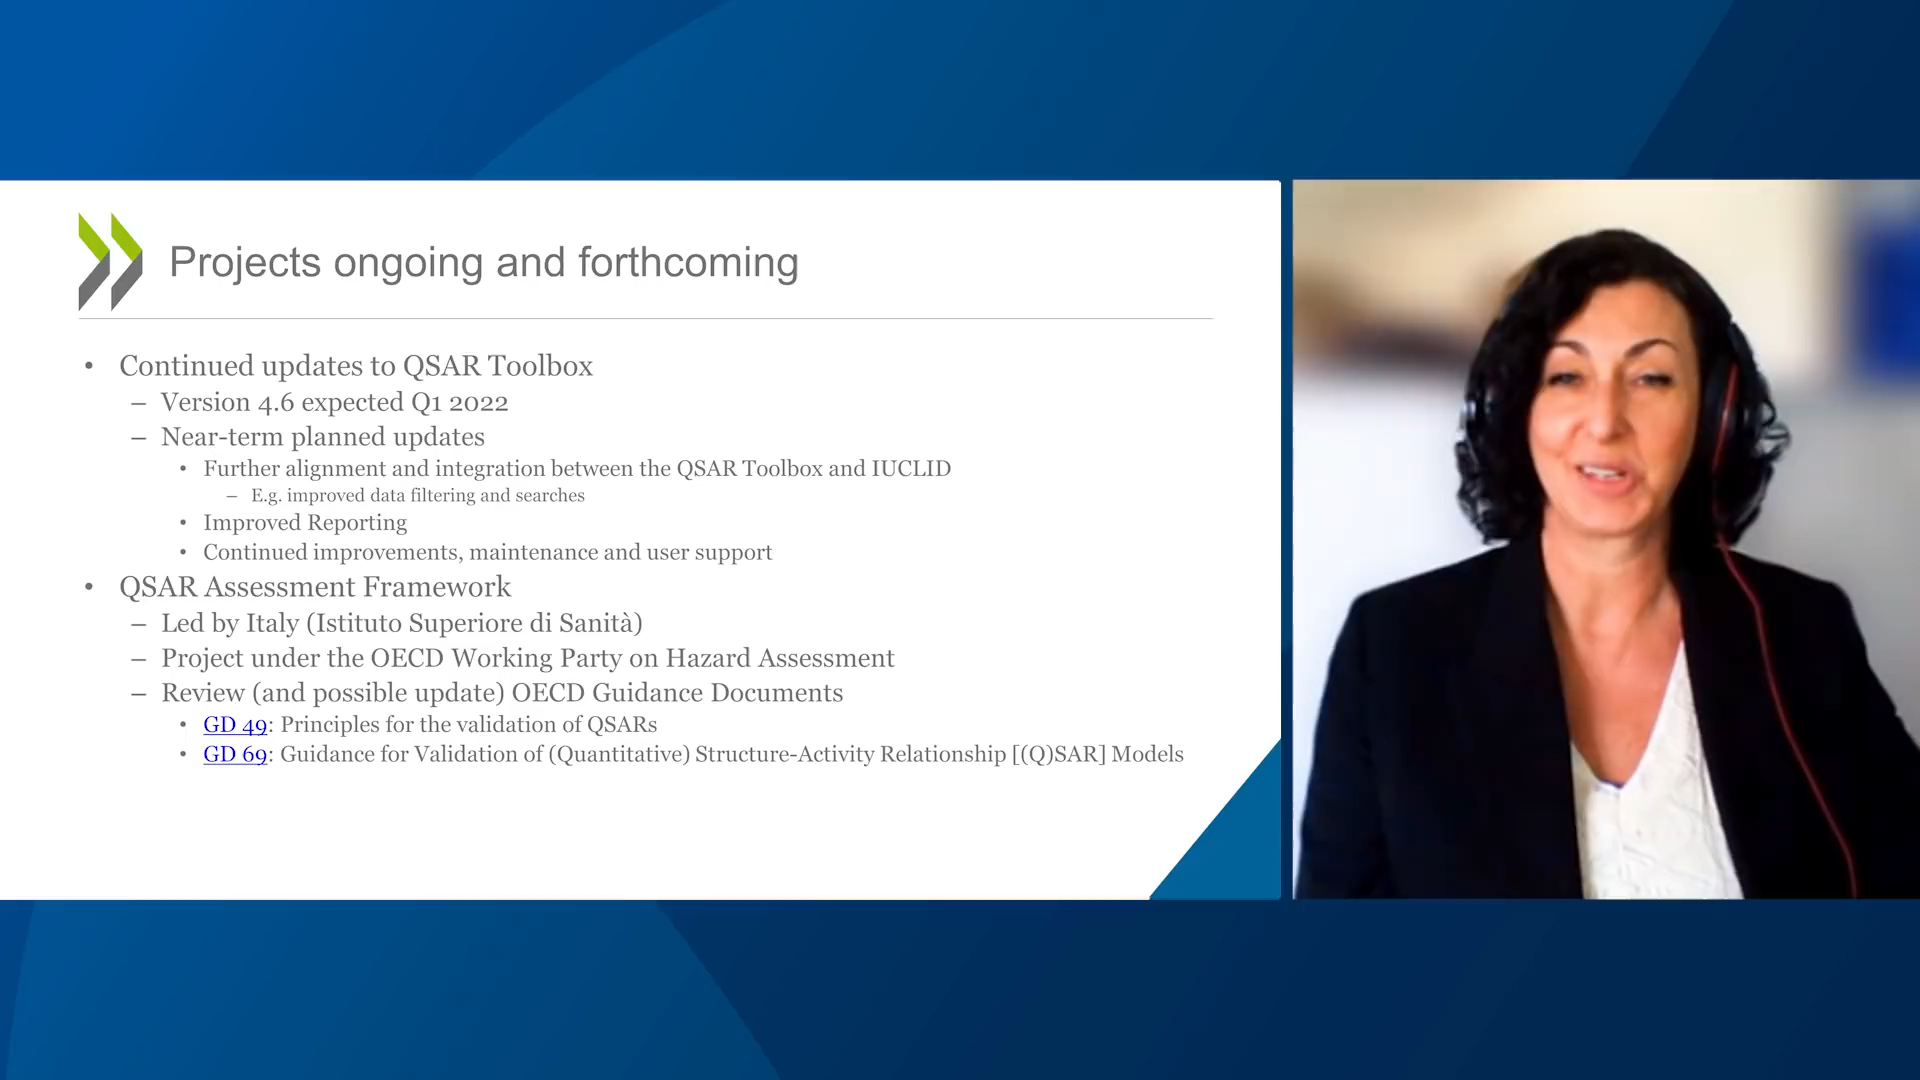 Projects ongoing and forthcoming
• Continued updates to QSAR Toolbox
– Version 4.6 expected Q1 2022
– Near-term planned updates
• Further alignment and integration between the QSAR Toolbox and IUCLID
– E.g. improved data filtering and searches
• Improved Reporting
• Continued improvements, maintenance and user support
• QSAR Assessment Framework
– Led by Italy (Istituto Superiore di Sanità)
– Project under the OECD Working Party on Hazard Assessment
– Review (and possible update) OECD Guidance Documents
• GD 49: Principles for the validation of QSARs
• GD 69: Guidance for Validation of (Quantitative) Structure-Activity Relationship [(Q)SAR] Models